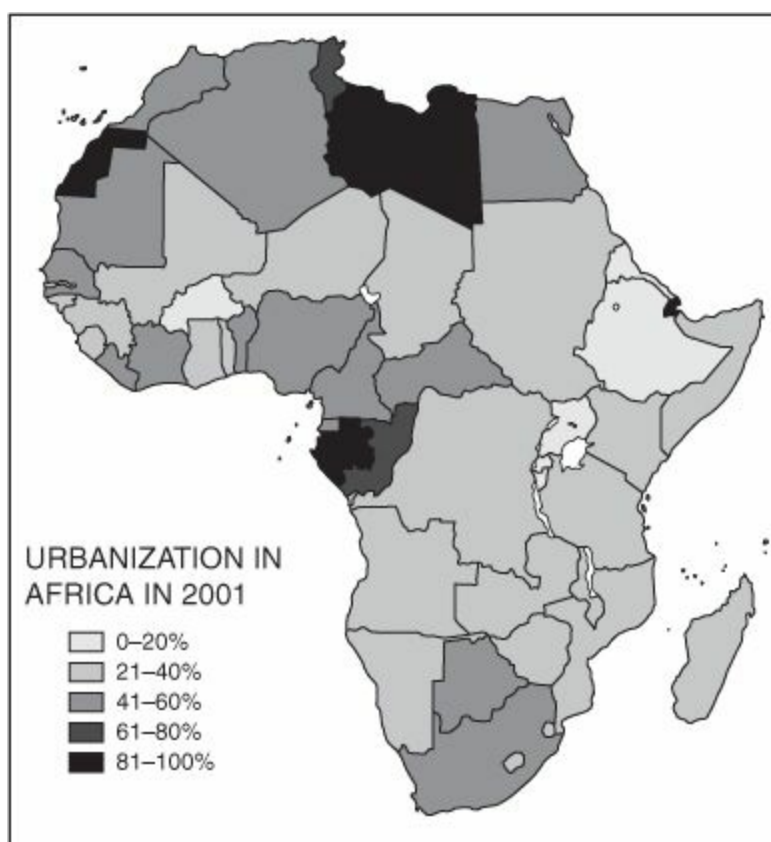 URBANIZATION IN
AFRICA IN 2001
0–20%
21–40%
41–60%
61–80%
81–100%